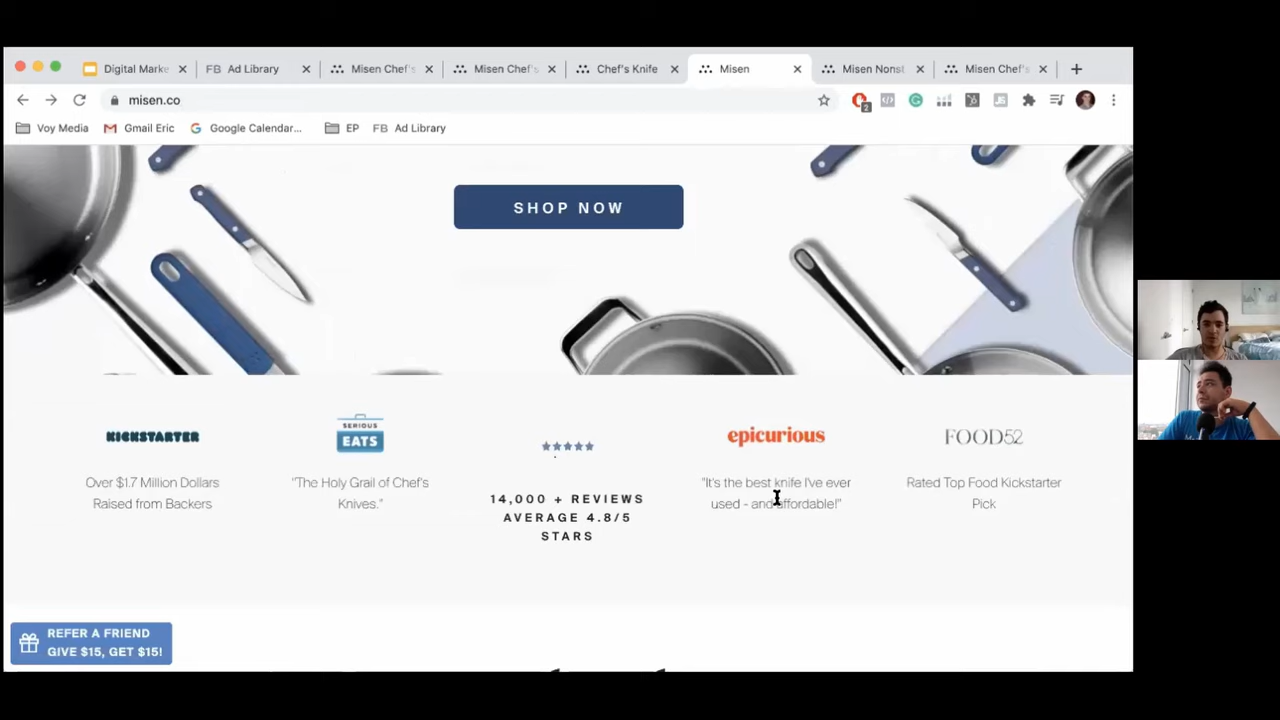 Digital Marke
FB Ad Library
Misen Chef's
Misen Chef's
Chef's Knife
Misen
Misen Nonst
Misen Chef's
misen.co
2
Voy Media
Gmail Eric
Google Calendar...
EP
FB Ad Library
SHOP NOW
KICKSTARTER
Over $1.7 Million Dollars
Raised from Backers
SERIOUS
EATS
"The Holy Grail of Chef's
Knives."
14,000 + REVIEWS
AVERAGE 4.8/5
STARS
epicurious
"It's the best knife I've ever
used - and affordable!"
FOOD52
Rated Top Food Kickstarter
Pick
REFER A FRIEND
GIVE $15, GET $15!